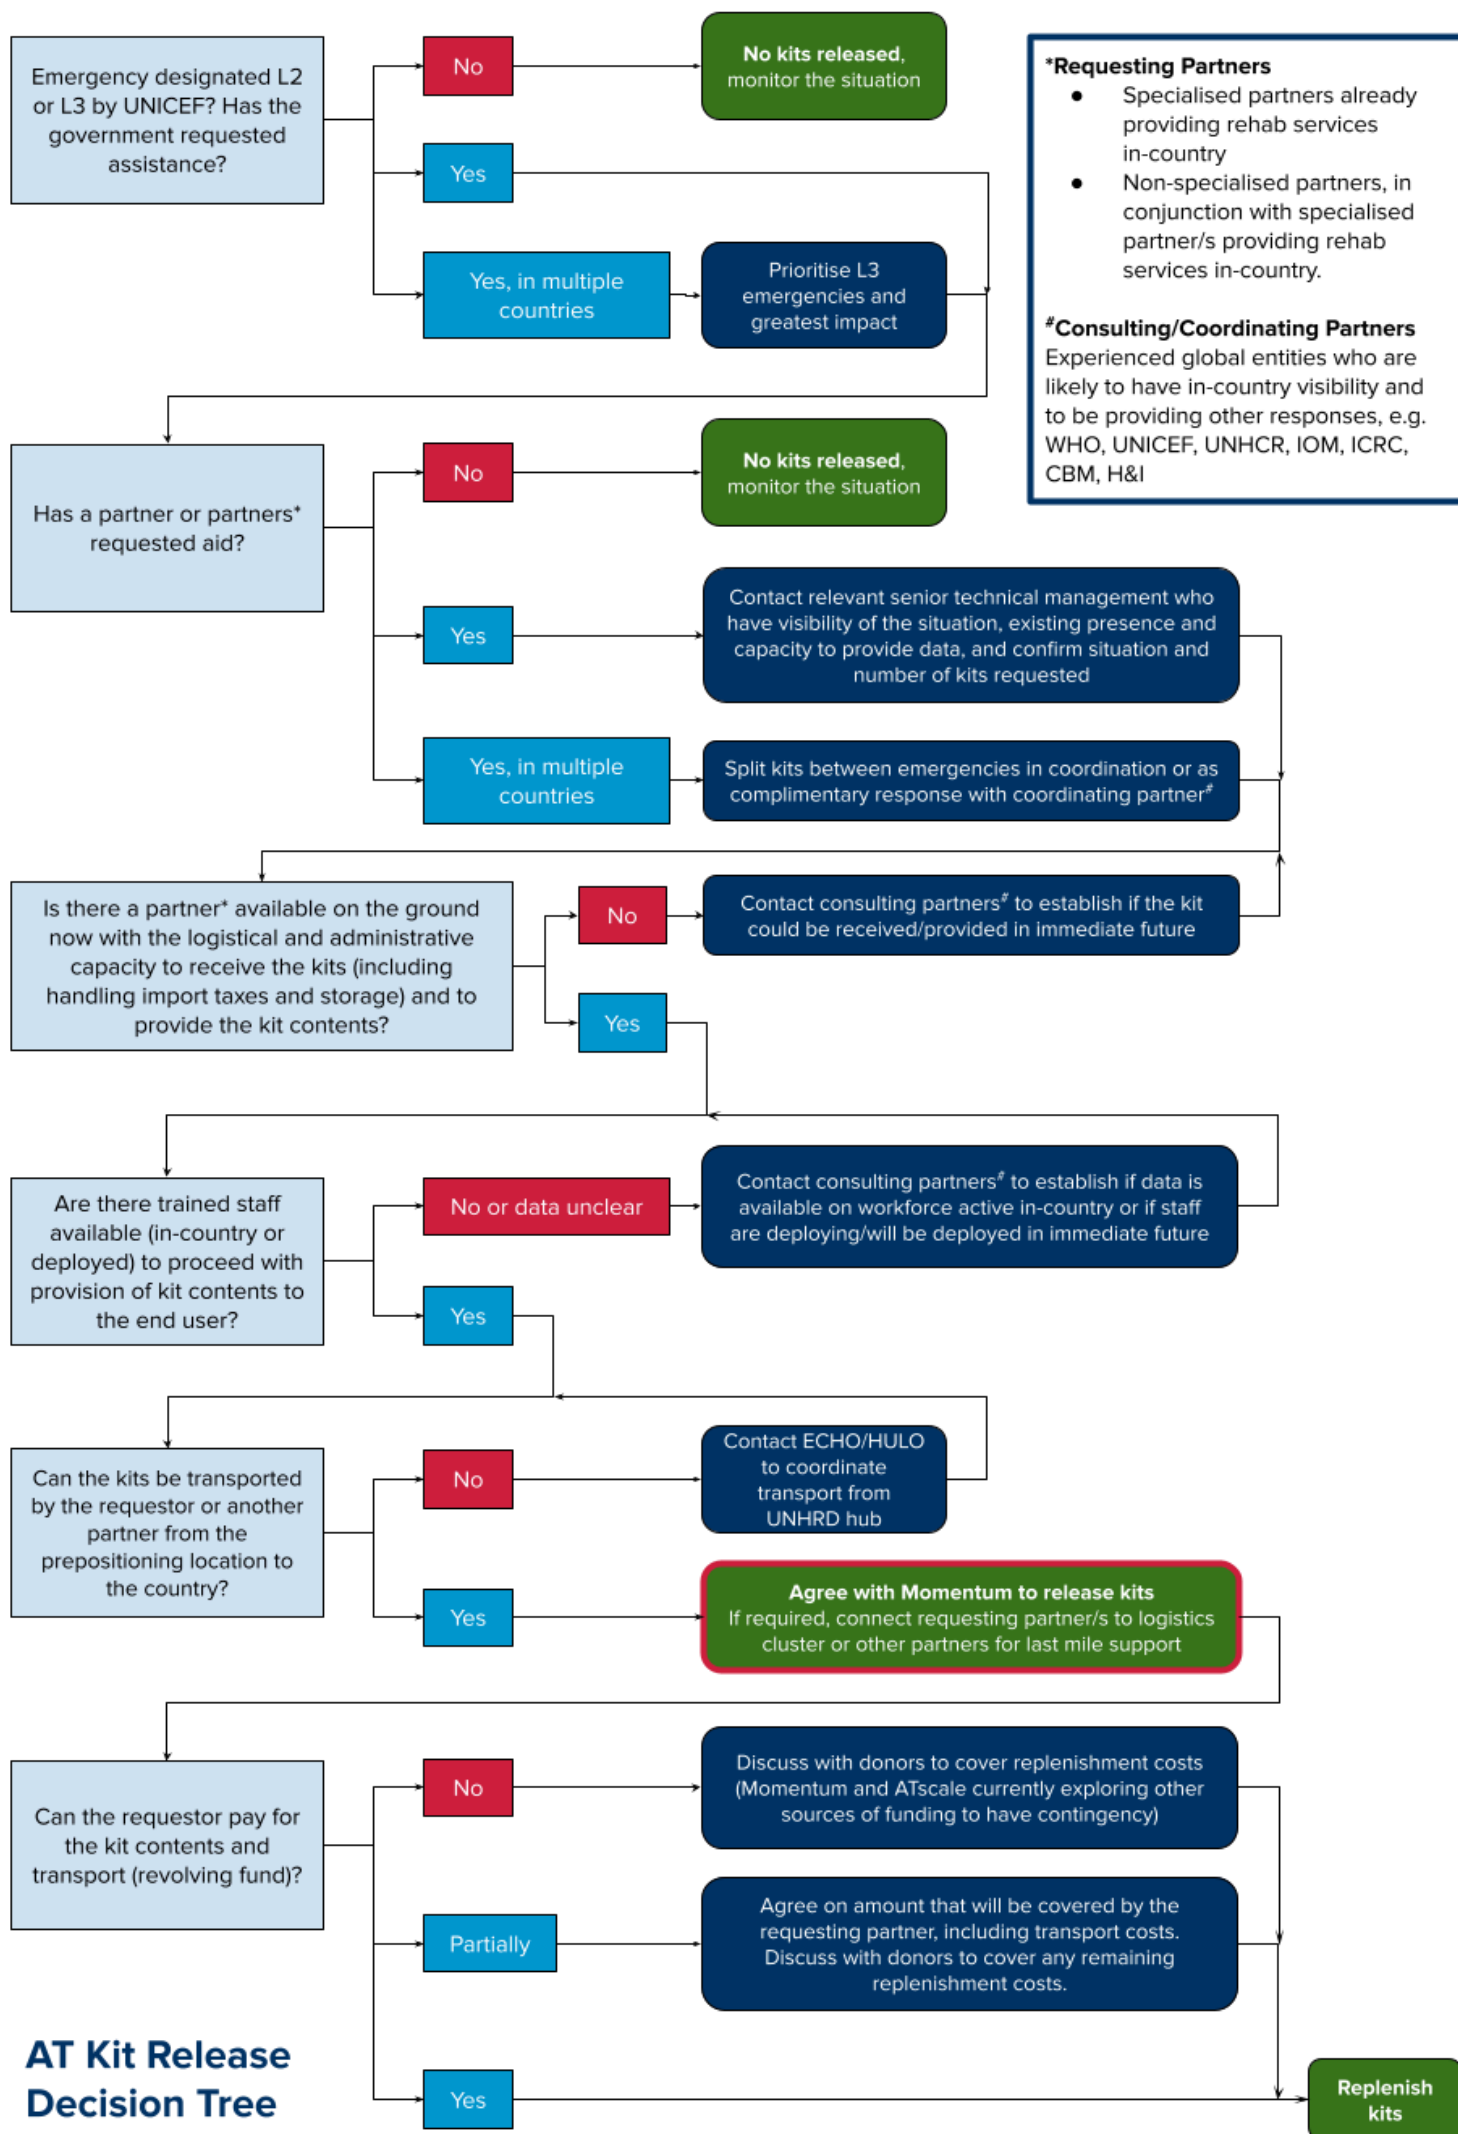 Emergency designated L2
or L3 by UNICEF? Has the
government requested
assistance?
No
No kits released,
monitor the situation
Yes
Yes, in multiple
countries
Prioritise L3
emergencies and
greatest impact
*Requesting Partners
● Specialised partners already
providing rehab services
in-country
● Non-specialised partners, in
conjunction with specialised
partner/s providing rehab
services in-country.
#Consulting/Coordinating Partners
Experienced global entities who are
likely to have in-country visibility and
to be providing other responses, e.g.
WHO, UNICEF, UNHCR, IOM, ICRC,
CBM, H&I
Has a partner or partners*
requested aid?
No
No kits released,
monitor the situation
Yes
Contact relevant senior technical management who
have visibility of the situation, existing presence and
capacity to provide data, and confirm situation and
number of kits requested
Yes, in multiple
countries
Split kits between emergencies in coordination or as
complimentary response with coordinating partner#
Is there a partner* available on the ground
now with the logistical and administrative
capacity to receive the kits (including
handling import taxes and storage) and to
provide the kit contents?
No
Contact consulting partners# to establish if the kit
could be received/provided in immediate future
Yes
Are there trained staff
available (in-country or
deployed) to proceed with
provision of kit contents to
the end user?
No or data unclear
Contact consulting partners# to establish if data is
available on workforce active in-country or if staff
are deploying/will be deployed in immediate future
Yes
Can the kits be transported
by the requestor or another
partner from the
prepositioning location to
the country?
No
Contact ECHO/HULO
to coordinate
transport from
UNHRD hub
Yes
Agree with Momentum to release kits
If required, connect requesting partner/s to logistics
cluster or other partners for last mile support
Can the requestor pay for
the kit contents and
transport (revolving fund)?
No
Discuss with donors to cover replenishment costs
(Momentum and ATscale currently exploring other
sources of funding to have contingency)
Partially
Agree on amount that will be covered by the
requesting partner, including transport costs.
Discuss with donors to cover any remaining
replenishment costs.
Yes
Replenish
kits
AT Kit Release
Decision Tree